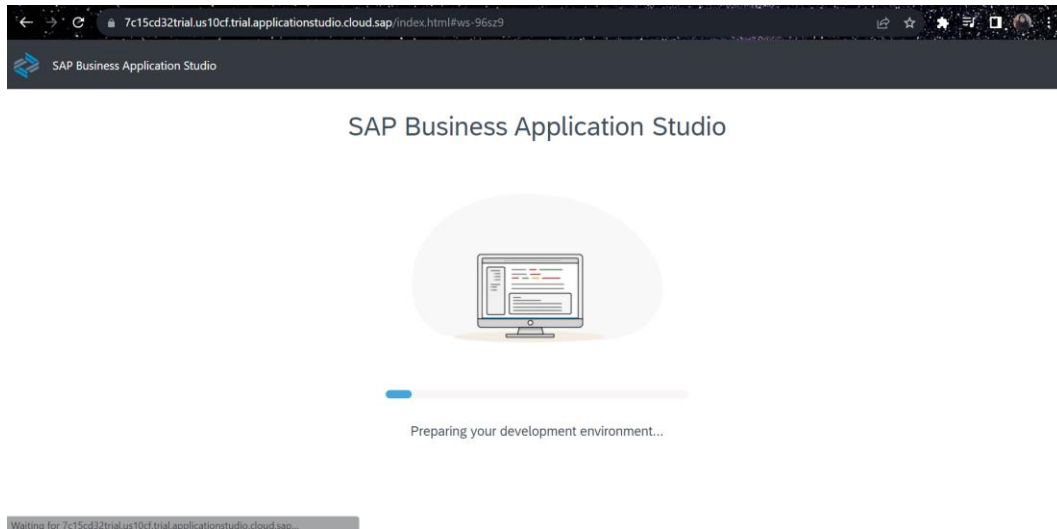 7c15cd32trial.us10cf.trial.applicationstudio.cloud.sap/index.html#ws-96sz9
SAP Business Application Studio
SAP Business Application Studio
Preparing your development environment...
Waiting for 7c15cd32trial.us10cf.trial.applicationstudio.cloud.sap...